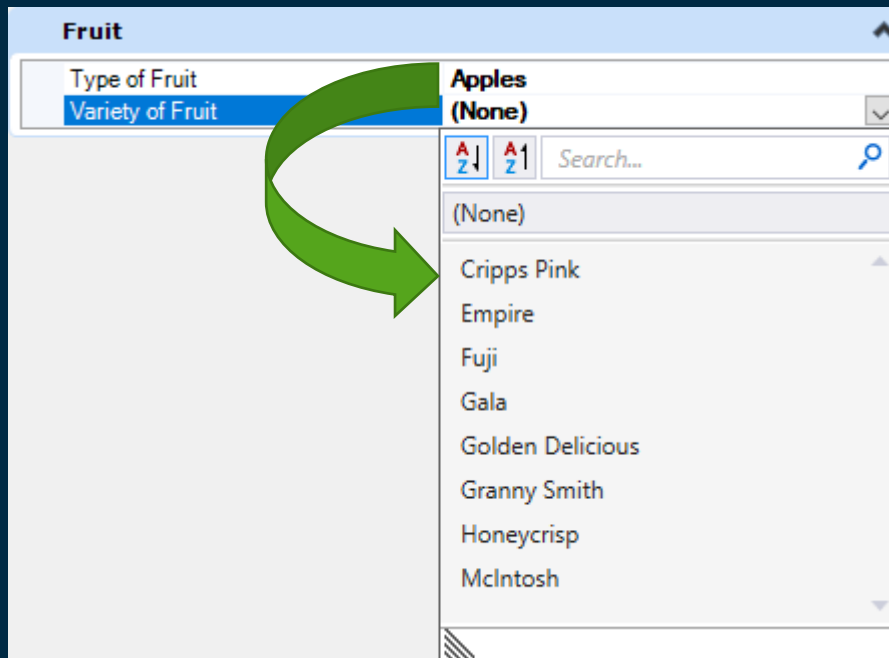 Fruit
Type of Fruit Apples
Variety of Fruit (None)
A Z A Z Search...
(None)
Cripps Pink
Empire
Fuji
Gala
Golden Delicious
Granny Smith
Honeycrisp
McIntosh